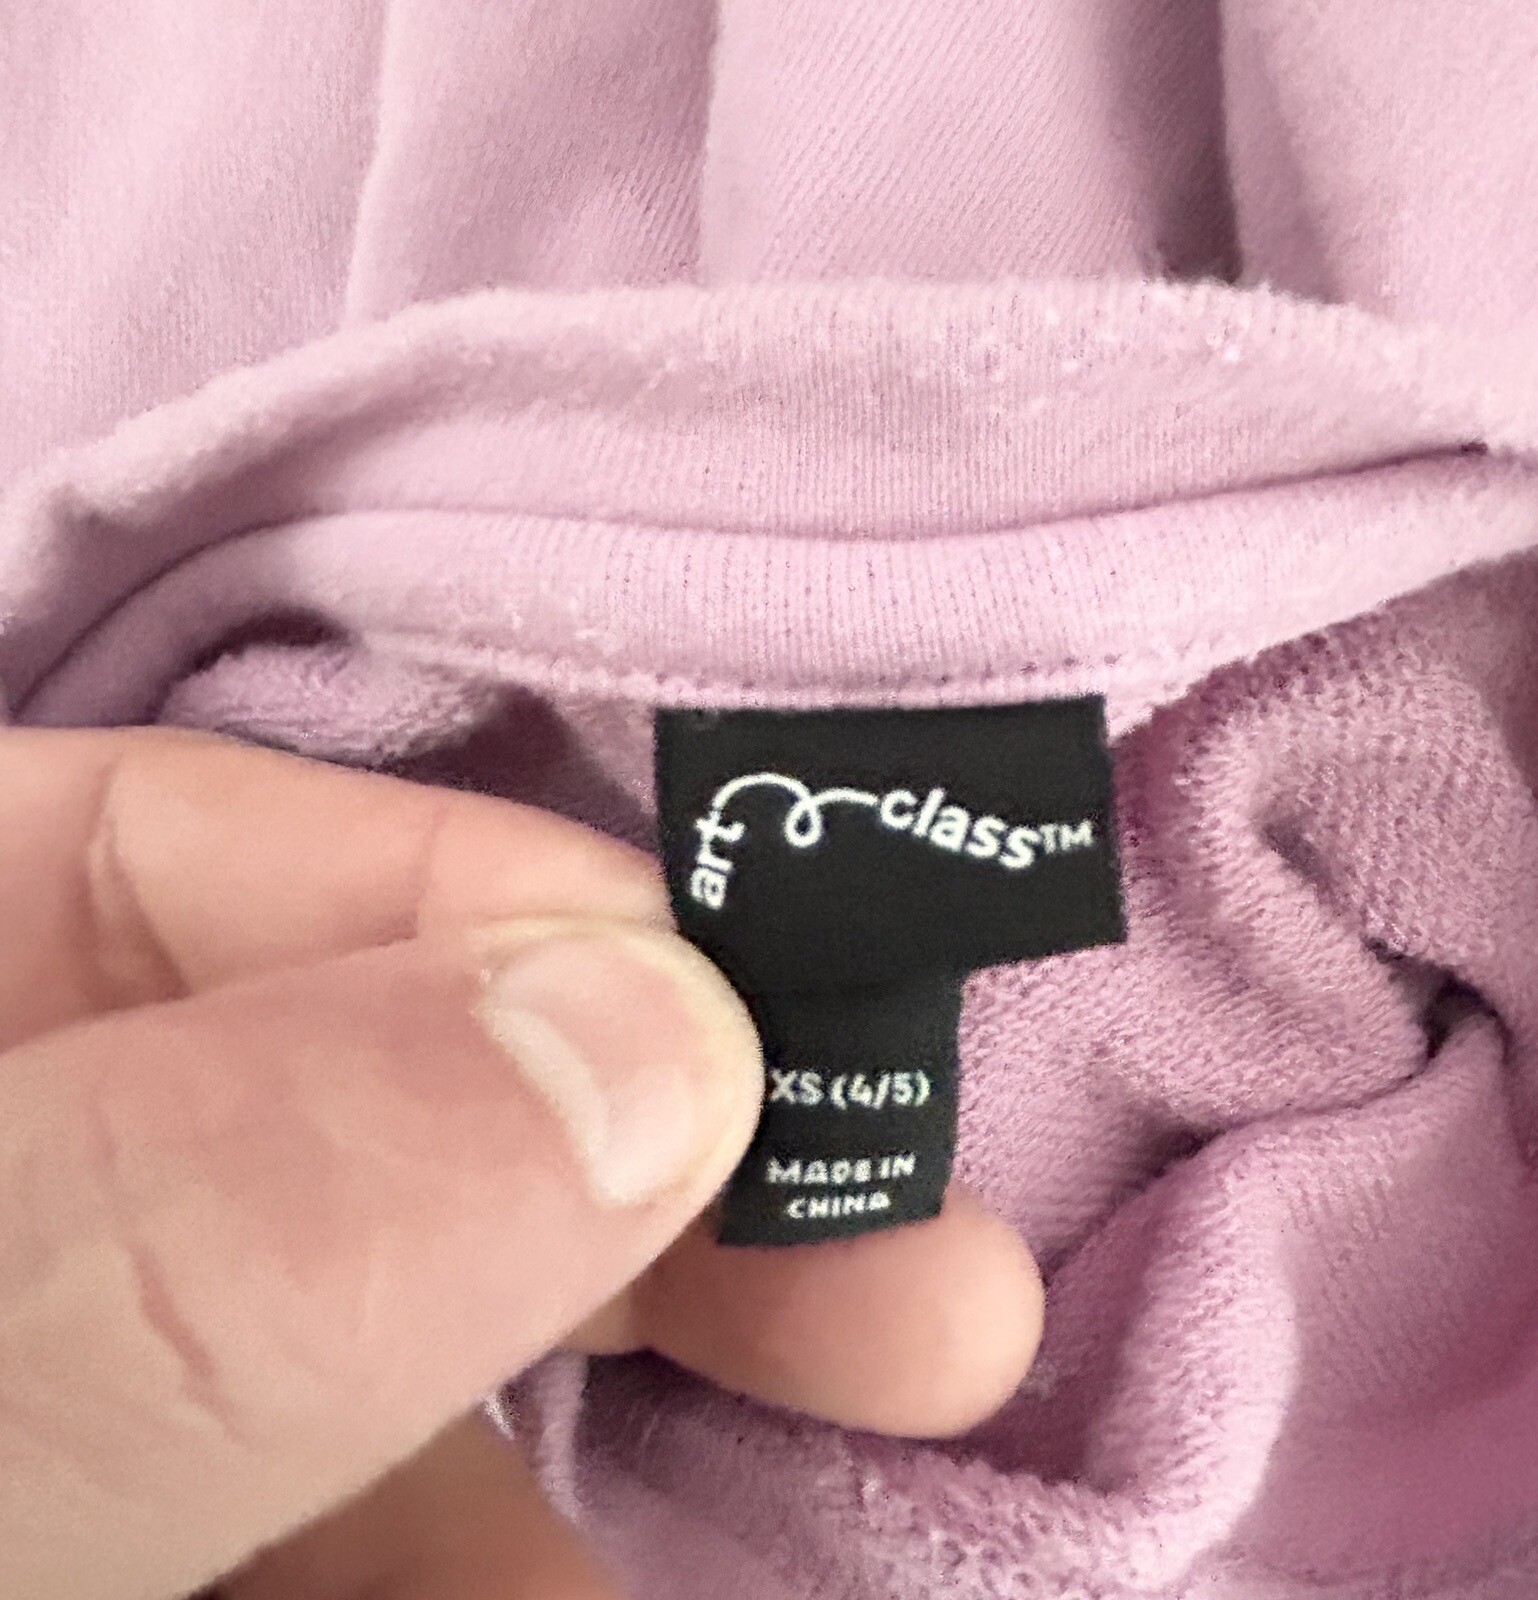 art class™
XS (4/5)
MADE IN
CHINA